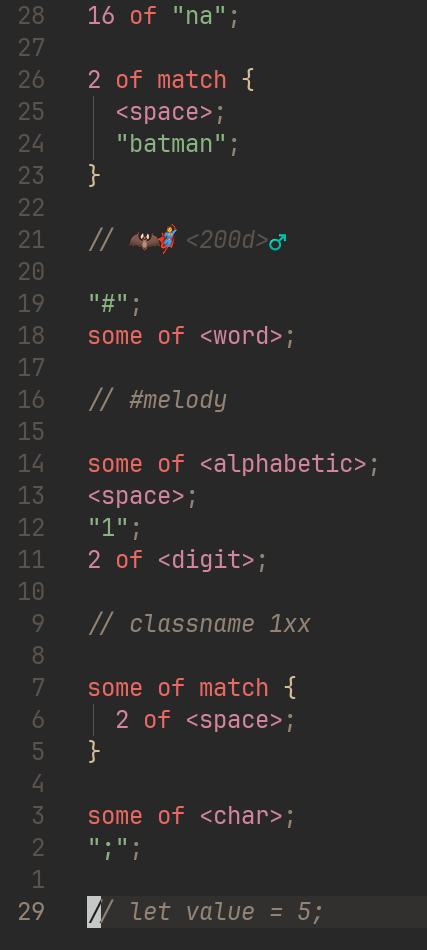 28 16 of "na";
27
26 2 of match {
25 <space>;
24 "batman";
23 }
22
21 // 🦇🦸<200d>♂
20
19 "#";
18 some of <word>;
17
16 // #melody
15
14 some of <alphabetic>;
13 <space>;
12 "1";
11 2 of <digit>;
10
9 // classname 1xx
8
7 some of match {
6 2 of <space>;
5 }
4
3 some of <char>;
2 ";";
1
29 // let value = 5;